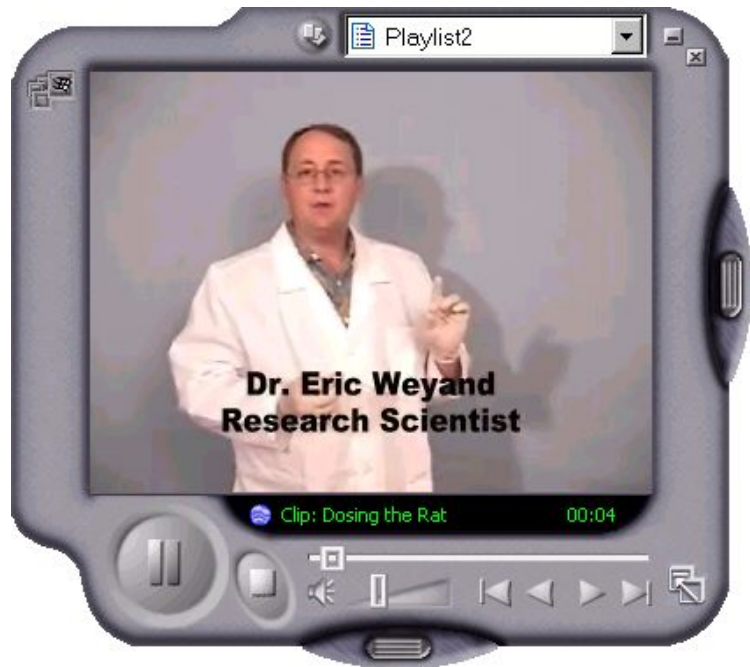 Playlist2
Dr. Eric Weyand
Research Scientist
Clip: Dosing the Rat 00:04